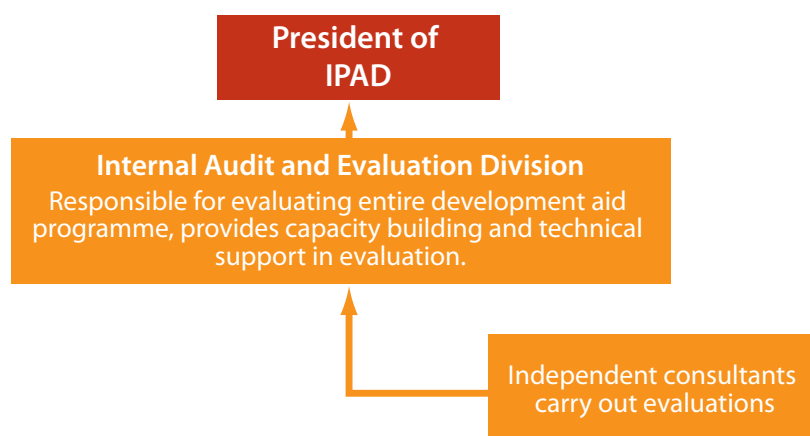 President of
IPAD
Internal Audit and Evaluation Division
Responsible for evaluating entire development aid
programme, provides capacity building and technical
support in evaluation.
Independent consultants
carry out evaluations